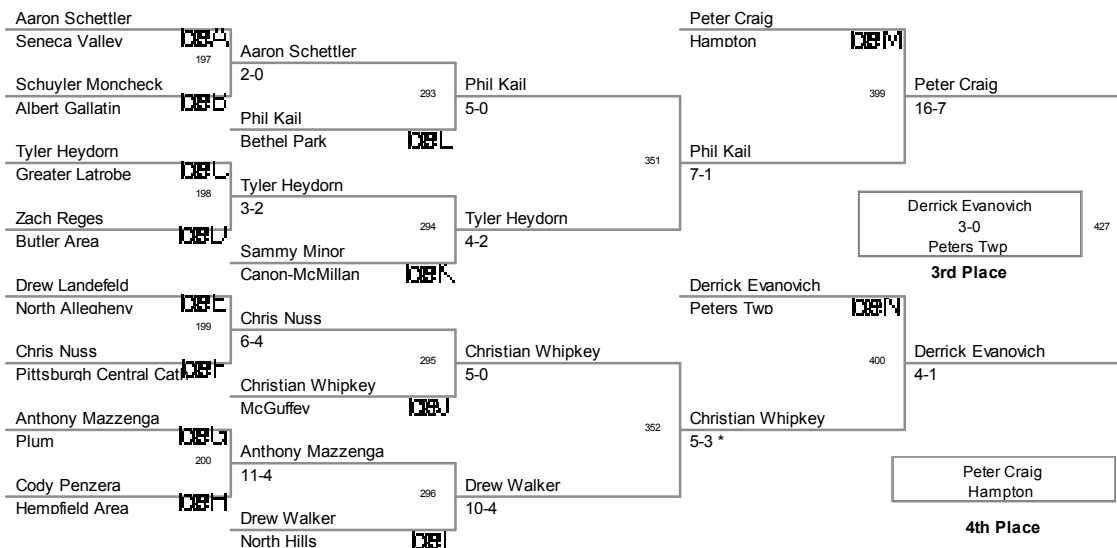 Aaron Schettler
Seneca Valley
197
Schuyler Moncheck
Albert Gallatin
Aaron Schettler
2-0
293
Phil Kail
Bethel Park
Phil Kail
5-0
Tyler Heydorn
Greater Latrobe
198
Zach Reges
Butler Area
Tyler Heydorn
3-2
294
Sammy Minor
Canon-McMillan
Tyler Heydorn
4-2
351
Phil Kail
7-1
Peter Craig
Hampton
399
Peter Craig
16-7
Derrick Evanovich
3-0
Peters Twp
427
3rd Place
Drew Landefeld
North Allegheny
199
Chris Nuss
Pittsburgh Central Cath
Chris Nuss
6-4
295
Christian Whipkey
McGuffey
Christian Whipkey
5-0
Anthony Mazzenga
Plum
200
Cody Penzera
Hempfield Area
Anthony Mazzenga
11-4
296
Drew Walker
North Hills
Drew Walker
10-4
352
Christian Whipkey
5-3 *
Derrick Evanovich
Peters Twp
400
Derrick Evanovich
4-1
Peter Craig
Hampton
4th Place